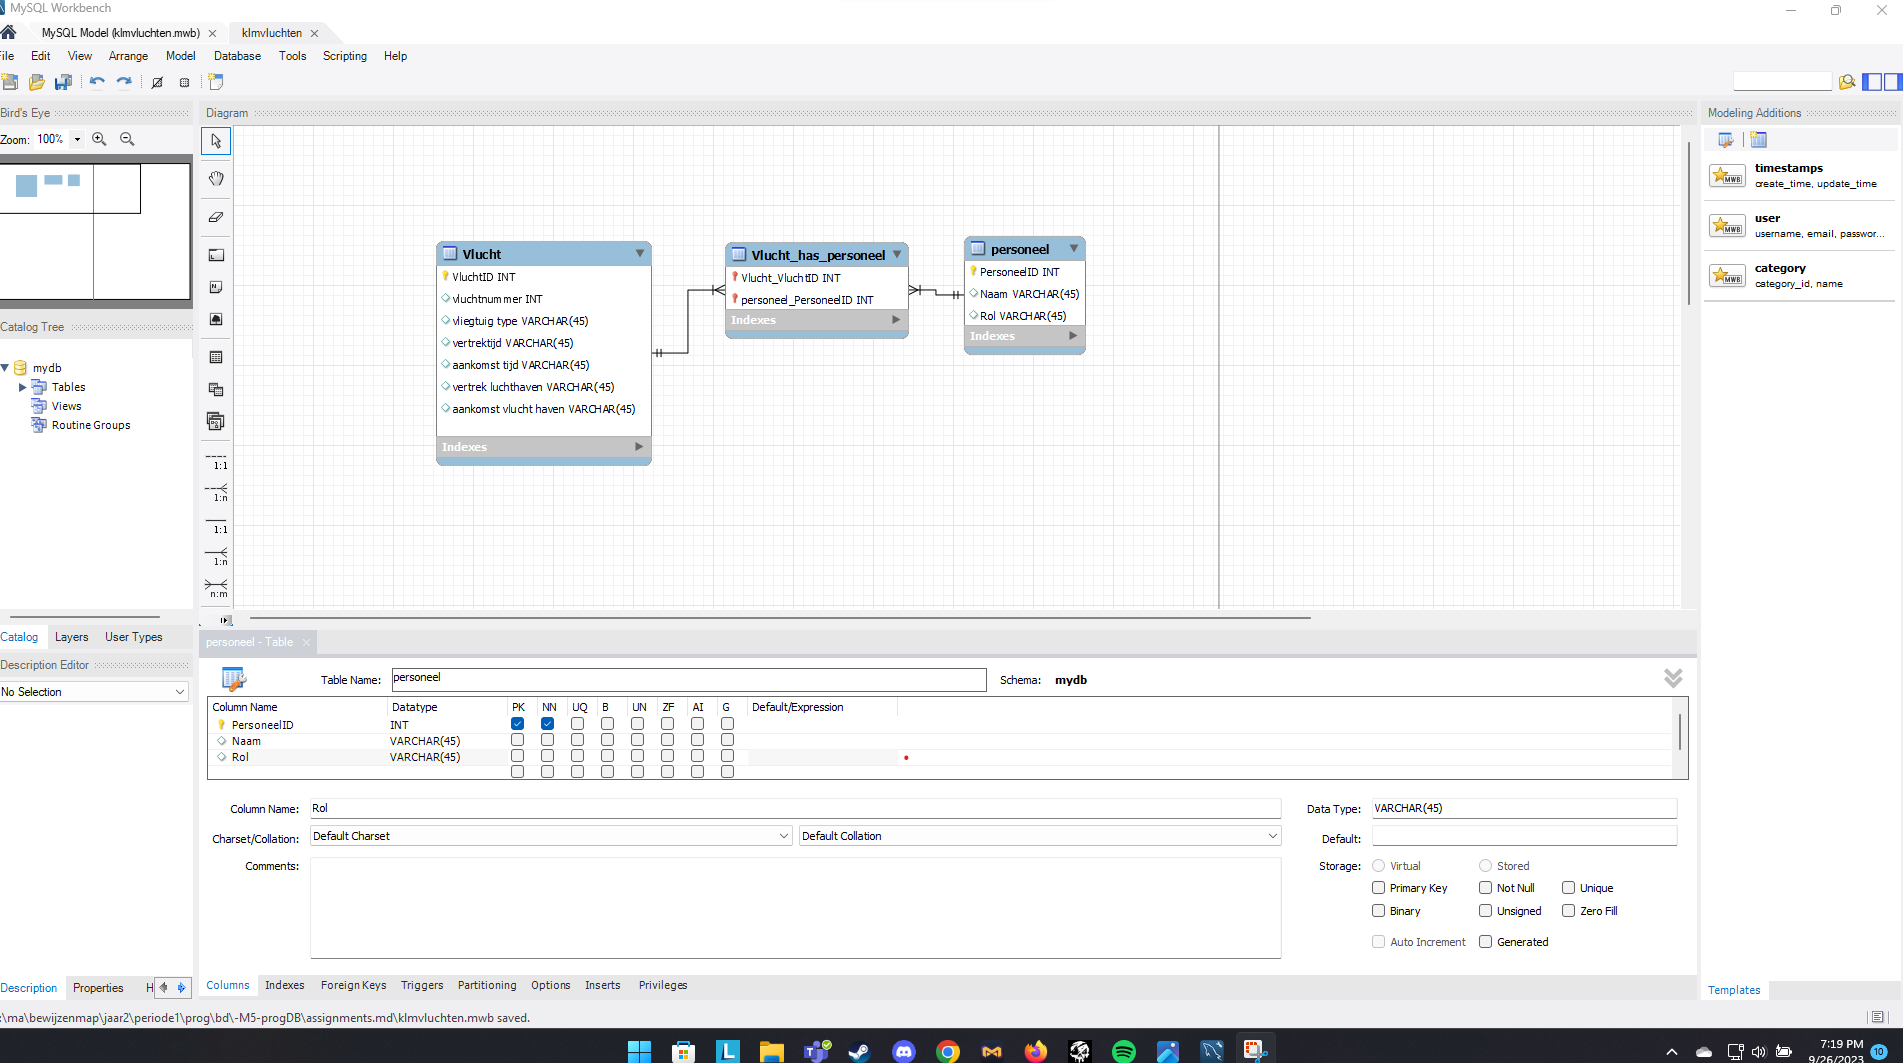 MySQL Workbench
MySQL Model (klmvluchten.mwb)
klmvluchten
File Edit View Arrange Model Database Tools Scripting Help
Bird's Eye
Zoom: 100%
Catalog Tree
mydb
Tables
Views
Routine Groups
Catalog Layers User Types
Description Editor
No Selection
Description Properties H
Diagram
1:1
1:n
1:1
1:n
n:m
Vlucht
VluchtID INT
vluchtnummer INT
vliegtuig type VARCHAR(45)
vertrektijd VARCHAR(45)
aankomst tijd VARCHAR(45)
vertrek luchthaven VARCHAR(45)
aankomst vlucht haven VARCHAR(45)
Indexes
Vlucht_has_personeel
Vlucht_VluchtID INT
personeel_PersoneelID INT
Indexes
personeel
PersoneelID INT
Naam VARCHAR(45)
Rol VARCHAR(45)
Indexes
Modeling Additions
MWB
timestamps
create_time, update_time
MWB
user
username, email, passwor...
MWB
category
category_id, name
Templates
personeel - Table
Table Name: personeel Schema: mydb
Column Name Datatype PK NN UQ B UN ZF AI G Default/Expression
PersoneelID INT
Naam VARCHAR(45)
Rol VARCHAR(45)
Column Name: Rol Data Type: VARCHAR(45)
Charset/Collation: Default Charset Default Collation Default:
Comments: Storage: Virtual Stored
Primary Key Not Null Unique
Binary Unsigned Zero Fill
Auto Increment Generated
Columns Indexes Foreign Keys Triggers Partitioning Options Inserts Privileges
:\ma\bewijzenmap\jaar2\periode1\prog\bd\-M5-progDB\assignments.md\klmvluchten.mwb saved.
7:19 PM
9/26/2023
10